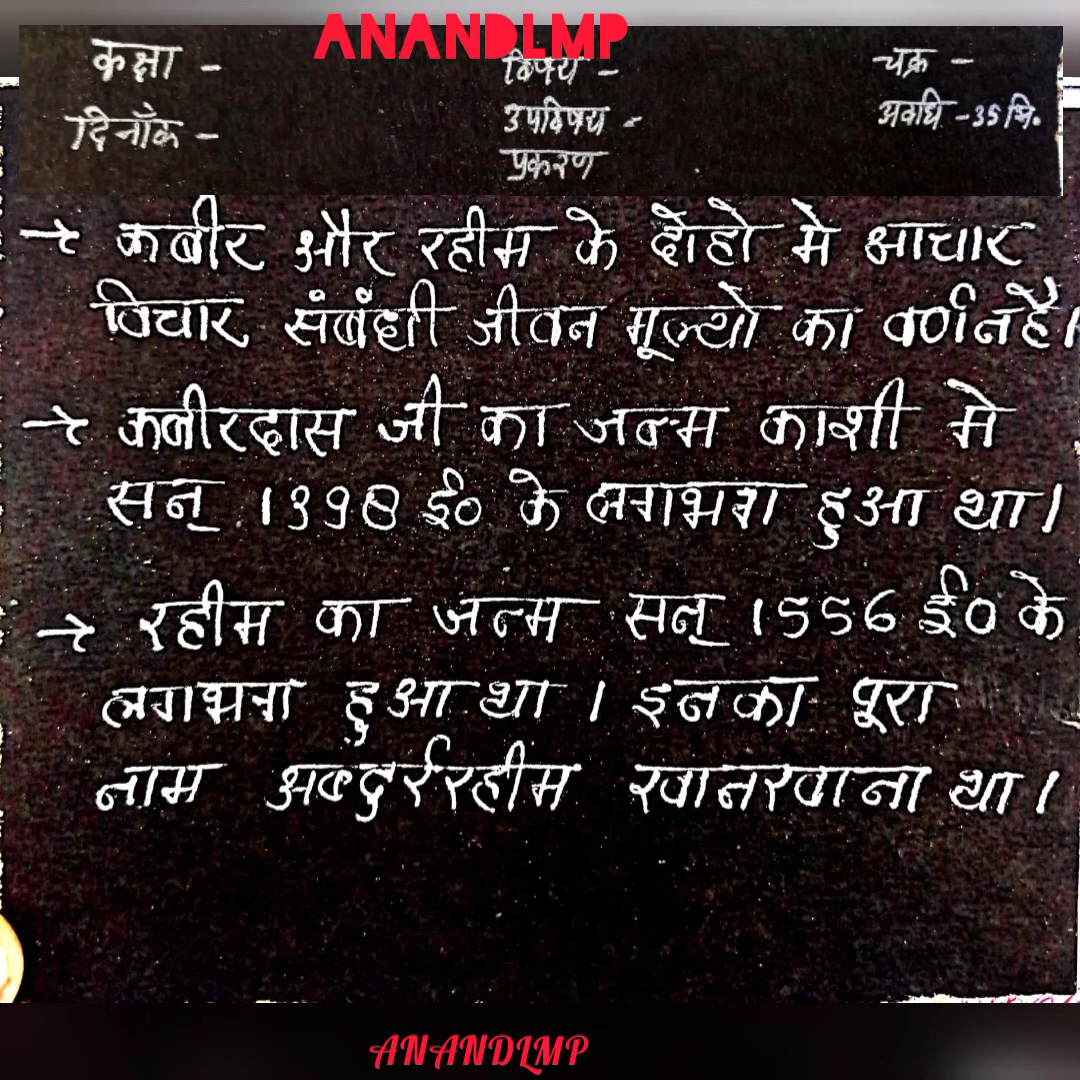 ANANDLMP
कक्षा - विषय - चक्र -
दिनाँक - उपविषय - अवधि - 35 मि.
प्रकरण
→ कबीर और रहीम के दोहो मे आचार
विचार संबंधी जीवन मूल्यो का वर्णन है।
→ कबीरदास जी का जन्म काशी मे
सन् 1398 ई० के लगभग हुआ था।
→ रहीम का जन्म सन् 1556 ई० के
लगभग हुआ था। इनका पूरा
नाम अब्दुर्ररहीम खानखाना था।
ANANDLMP